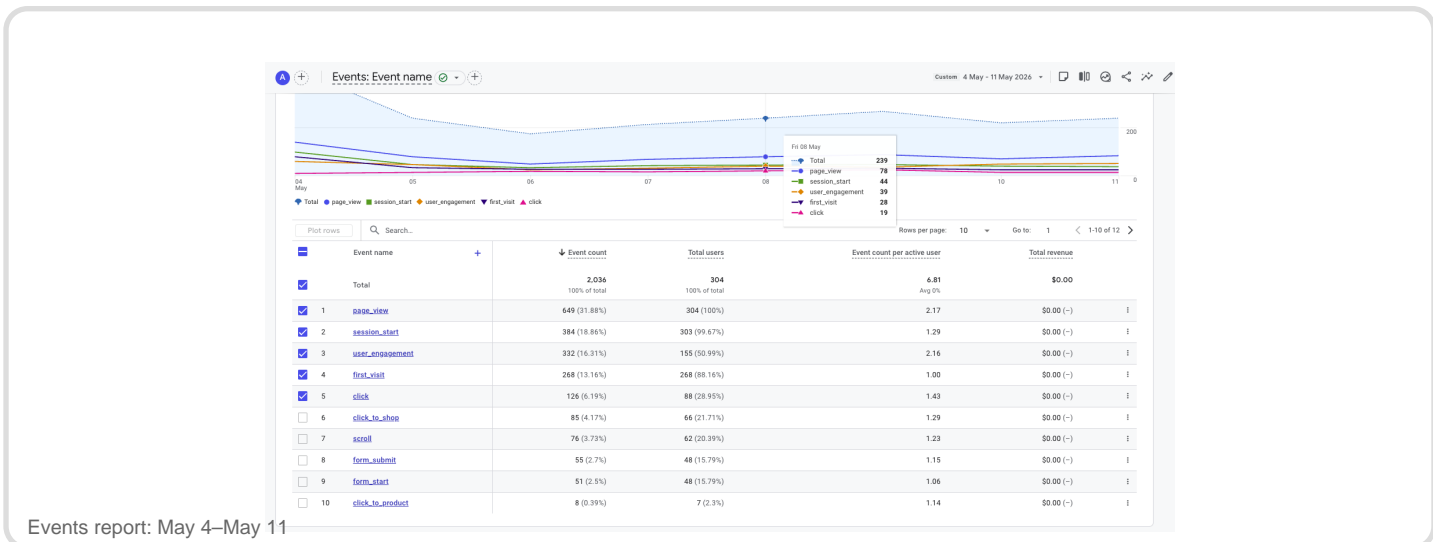 A
Events: Event name
Custom 4 May - 11 May 2026
200
0
04
May
05
06
07
08
10
11
Fri 08 May
Total 239
page_view 78
session_start 44
user_engagement 39
first_visit 28
click 19
Total page_view session_start user_engagement first_visit click
Plot rows Search... Rows per page: 10 Go to: 1 1-10 of 12
Event name + Event count Total users Event count per active user Total revenue
Total 2,036 304 6.81 $0.00
100% of total 100% of total Avg 0%
1 page_view 649 (31.88%) 304 (100%) 2.17 $0.00 (–)
2 session_start 384 (18.86%) 303 (99.67%) 1.29 $0.00 (–)
3 user_engagement 332 (16.31%) 155 (50.99%) 2.16 $0.00 (–)
4 first_visit 268 (13.16%) 268 (88.16%) 1.00 $0.00 (–)
5 click 126 (6.19%) 88 (28.95%) 1.43 $0.00 (–)
6 click_to_shop 85 (4.17%) 66 (21.71%) 1.29 $0.00 (–)
7 scroll 76 (3.73%) 62 (20.39%) 1.23 $0.00 (–)
8 form_submit 55 (2.7%) 48 (15.79%) 1.15 $0.00 (–)
9 form_start 51 (2.5%) 48 (15.79%) 1.06 $0.00 (–)
10 click_to_product 8 (0.39%) 7 (2.3%) 1.14 $0.00 (–)
Events report: May 4–May 11